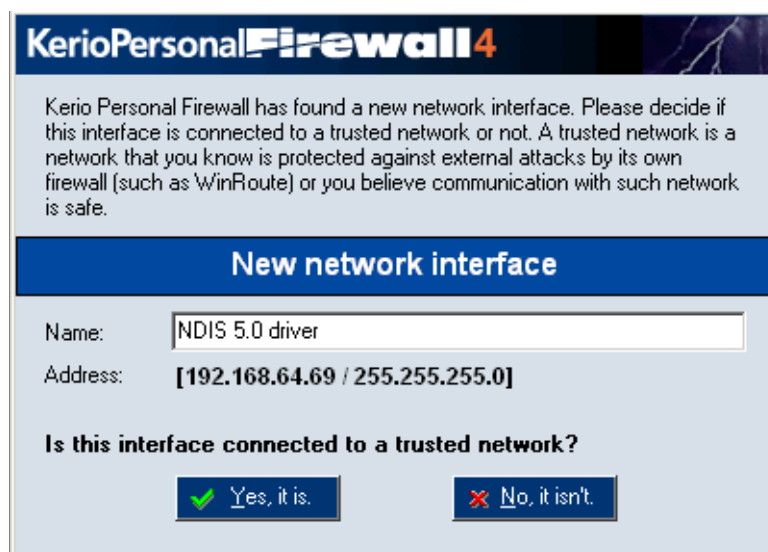 KerioPersonalFirewall4
Kerio Personal Firewall has found a new network interface. Please decide if
this interface is connected to a trusted network or not. A trusted network is a
network that you know is protected against external attacks by its own
firewall (such as WinRoute) or you believe communication with such network
is safe.
New network interface
Name: NDIS 5.0 driver
Address: [192.168.64.69 / 255.255.255.0]
Is this interface connected to a trusted network?
Yes, it is. No, it isn't.